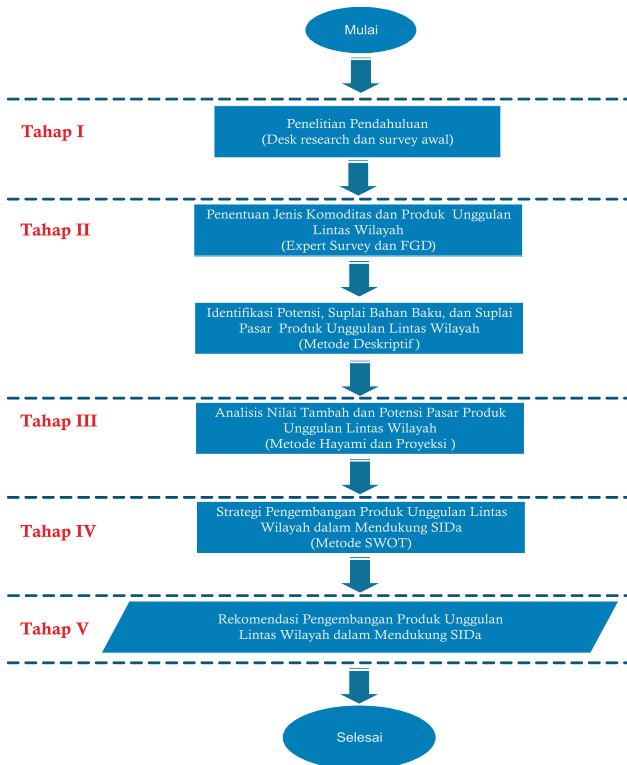 Mulai
Tahap I
Penelitian Pendahuluan
(Desk research dan survey awal)
Tahap II
Penentuan Jenis Komoditas dan Produk Unggulan
Lintas Wilayah
(Expert Survey dan FGD)
Identifikasi Potensi, Suplai Bahan Baku, dan Suplai
Pasar Produk Unggulan Lintas Wilayah
(Metode Deskriptif )
Tahap III
Analisis Nilai Tambah dan Potensi Pasar Produk
Unggulan Lintas Wilayah
(Metode Hayami dan Proyeksi )
Tahap IV
Strategi Pengembangan Produk Unggulan Lintas
Wilayah dalam Mendukung SIDa
(Metode SWOT)
Tahap V
Rekomendasi Pengembangan Produk Unggulan
Lintas Wilayah dalam Mendukung SIDa
Selesai